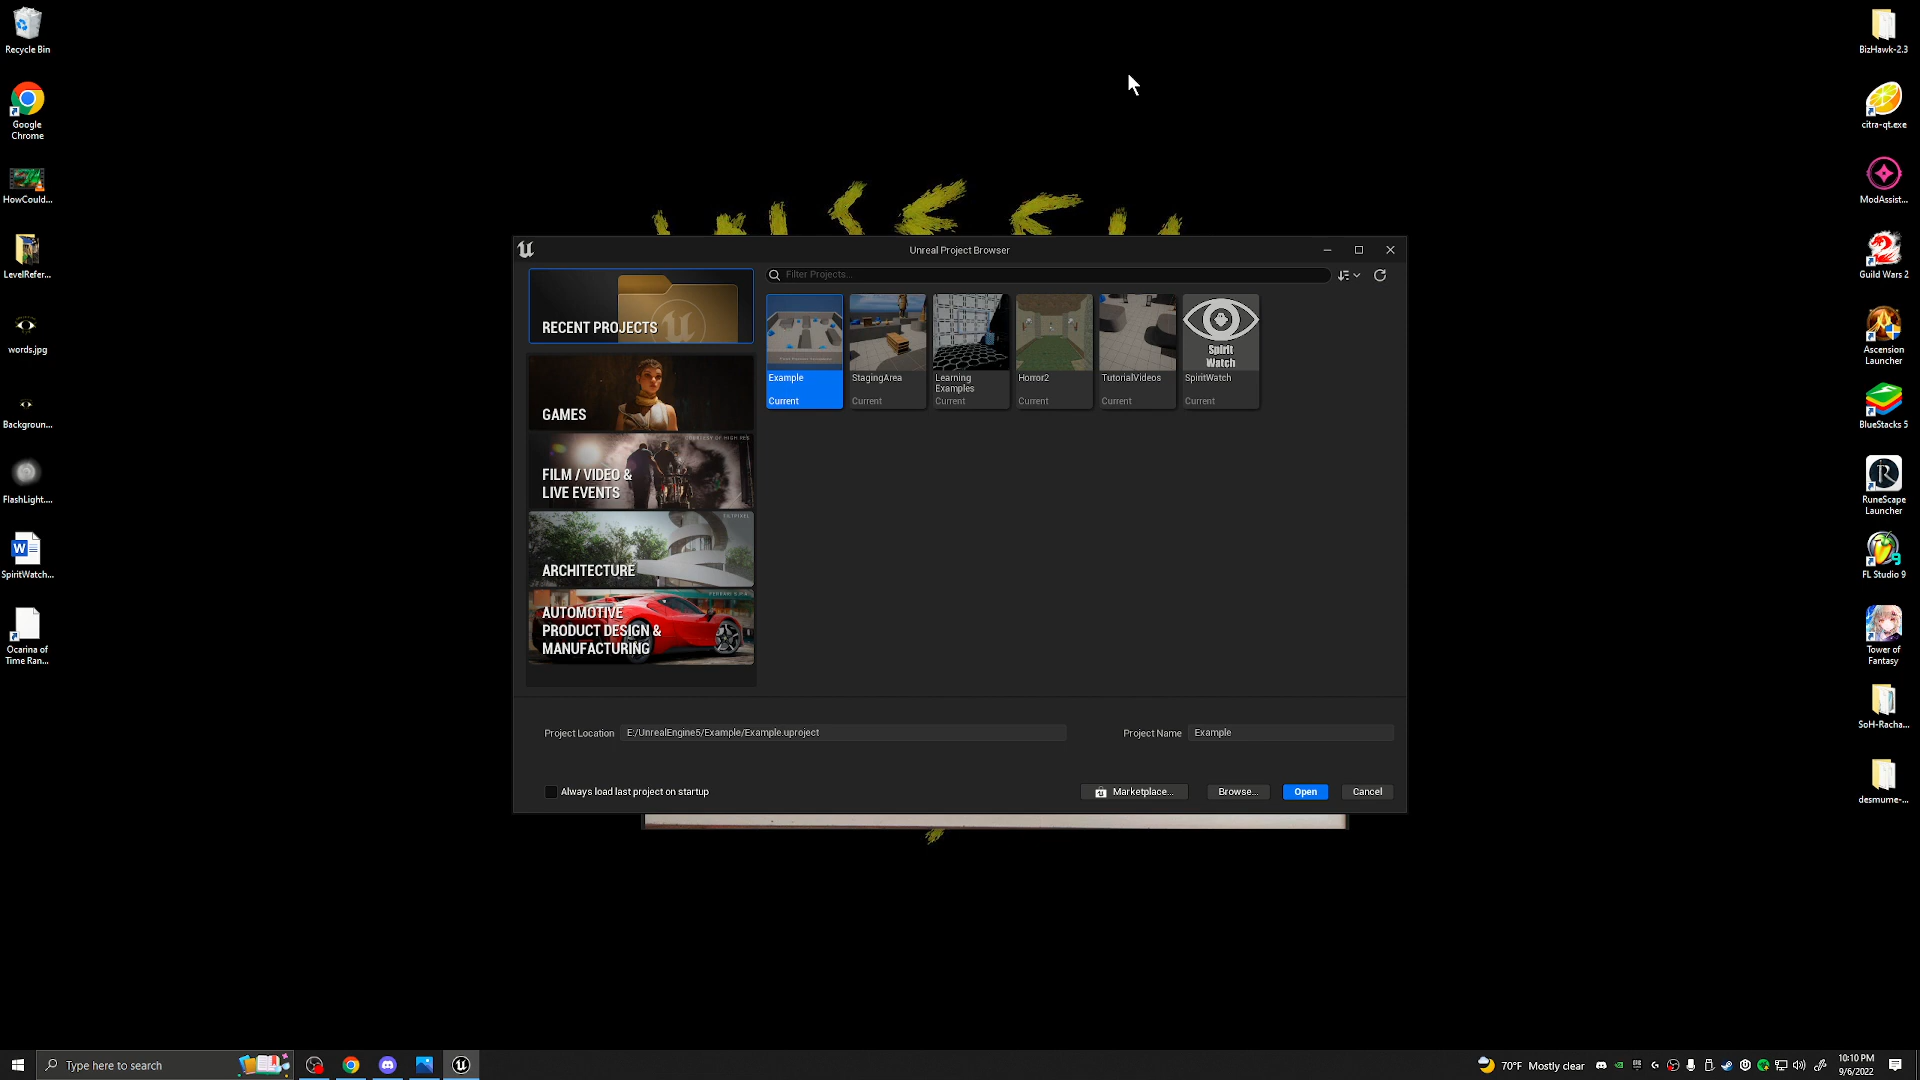 Recycle Bin
Google
Chrome
HowCould...
LevelRefer...
words.jpg
Backgroun...
FlashLight....
SpiritWatch...
Ocarina of
Time Ran...
Unreal Project Browser
Filter Projects...
RECENT PROJECTS
GAMES
FILM / VIDEO &
LIVE EVENTS
ARCHITECTURE
AUTOMOTIVE
PRODUCT DESIGN &
MANUFACTURING
Example
Current
StagingArea
Current
Learning
Examples
Current
Horror2
Current
TutorialVideos
Current
Spirit
Watch
SpiritWatch
Current
Project Location
E:/UnrealEngine5/Example/Example.uproject
Project Name
Example
Always load last project on startup
Marketplace...
Browse...
Open
Cancel
BizHawk-2.3
citra-qt.exe
ModAssist...
Guild Wars 2
Ascension
Launcher
BlueStacks 5
RuneScape
Launcher
FL Studio 9
Tower of
Fantasy
SoH-Racha...
desmume-...
Type here to search
70°F Mostly clear
10:10 PM
9/6/2022